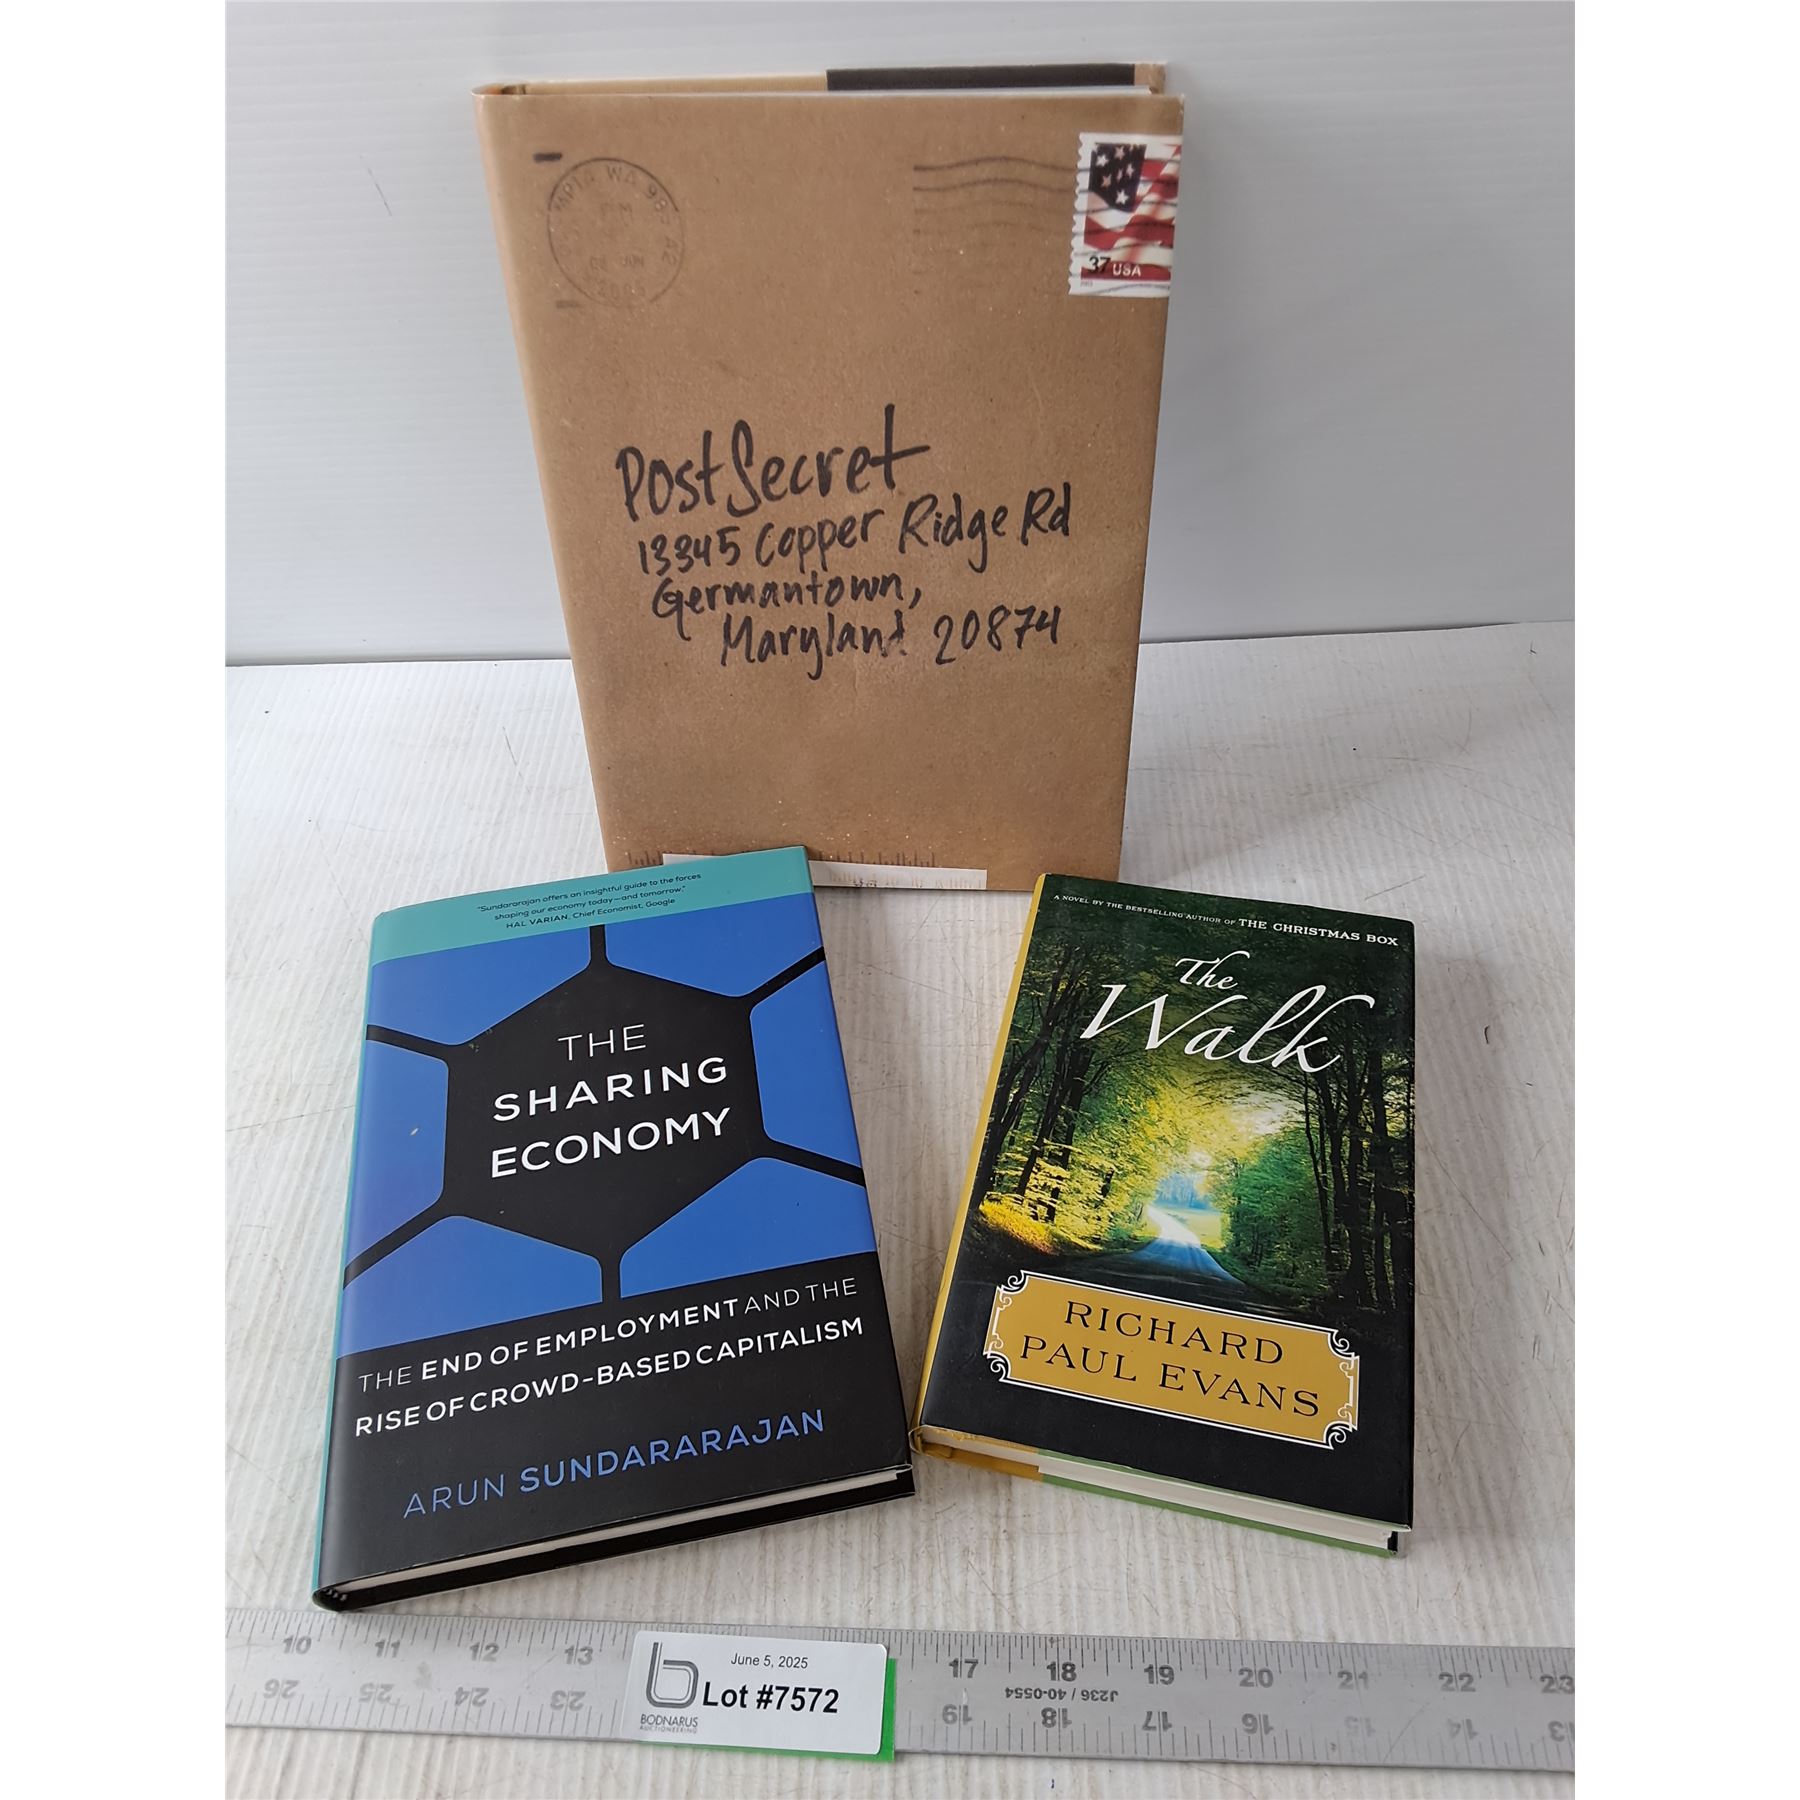 37 USA
PostSecret
13345 Copper Ridge Rd
Germantown,
Maryland 20874
"Sundararajan offers an insightful guide to the forces
shaping our economy today—and tomorrow."
HAL VARIAN, Chief Economist, Google
THE
SHARING
ECONOMY
THE END OF EMPLOYMENT AND THE
RISE OF CROWD-BASED CAPITALISM
ARUN SUNDARARAJAN
A NOVEL BY THE BESTSELLING AUTHOR OF THE CHRISTMAS BOX
The
Walk
RICHARD
PAUL EVANS
10 11 12 13 17 18 19 20 21 22 23
J236 / 40-0554
26 25 24 23 19 18 17 16 15 14 13
June 5, 2025
Lot #7572
BODNARUS
AUCTIONEERING